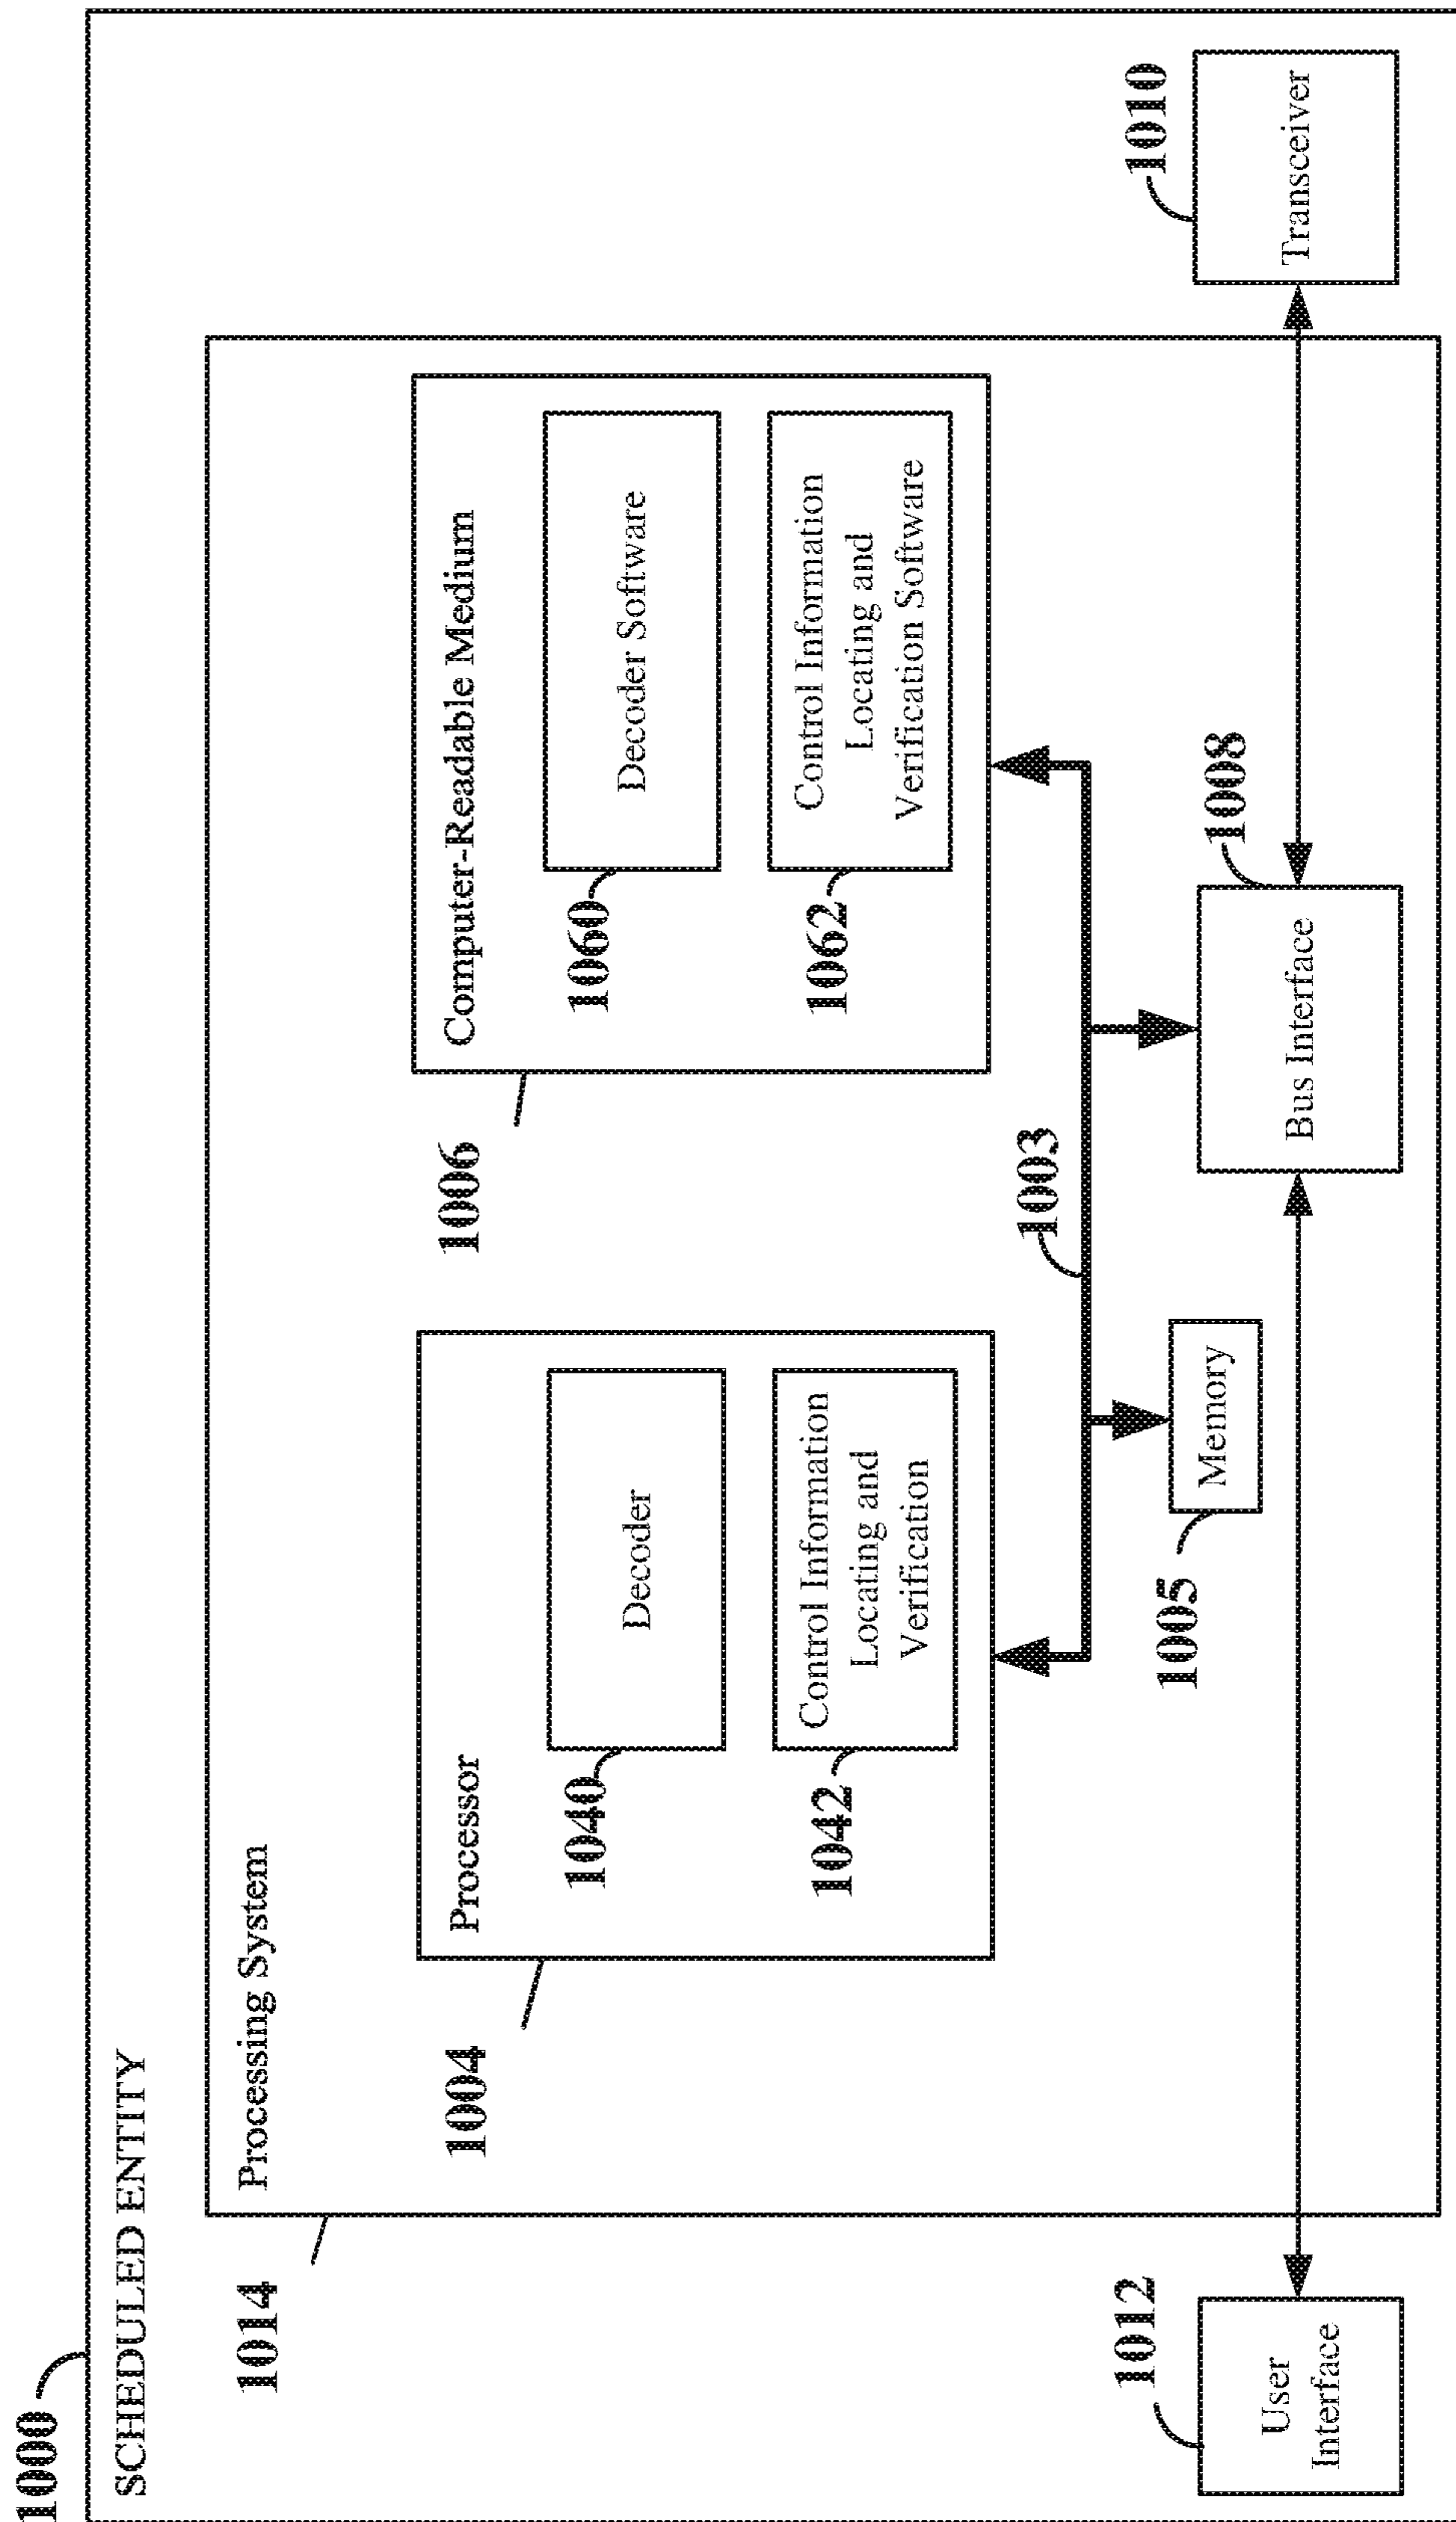 1000
SCHEDULED ENTITY
1014
Processing System
1004
Processor
1040
Decoder
1042
Control Information
Locating and
Verification
1006
Computer-Readable Medium
1060
Decoder Software
1062
Control Information
Locating and
Verification Software
1003
1005
Memory
1008
Bus Interface
1012
User
Interface
1010
Transceiver